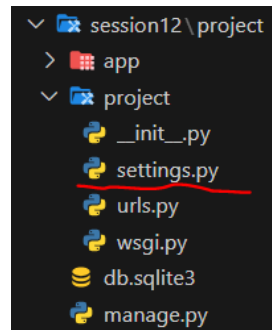 session12\project
app
project
__init__.py
settings.py
urls.py
wsgi.py
db.sqlite3
manage.py